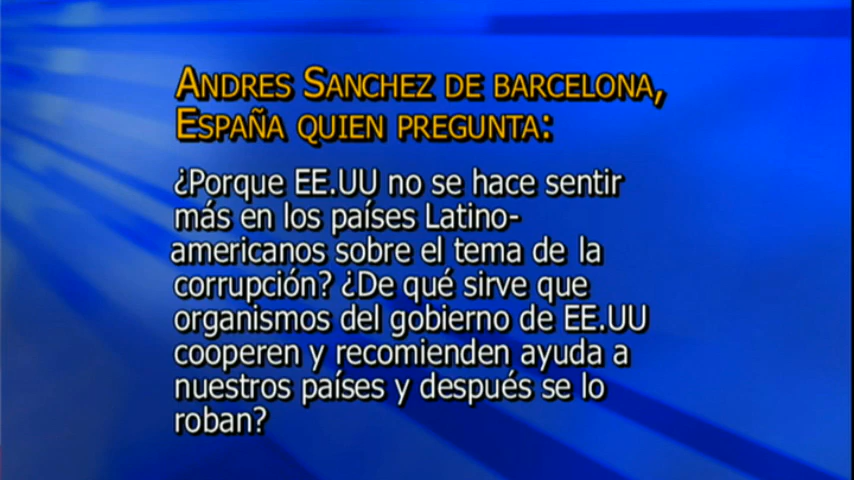 ANDRES SANCHEZ DE BARCELONA,
ESPAÑA QUIEN PREGUNTA:
¿Porque EE.UU no se hace sentir
más en los países Latino-
americanos sobre el tema de la
corrupción? ¿De qué sirve que
organismos del gobierno de EE.UU
cooperen y recomienden ayuda a
nuestros países y después se lo
roban?